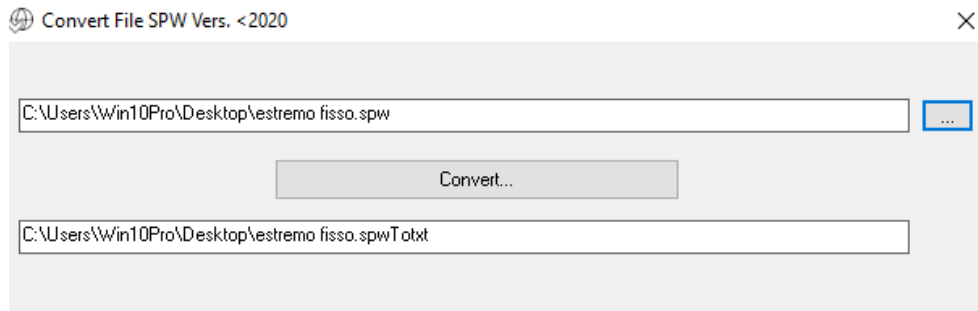 Convert File SPW Vers. <2020
C:\Users\Win10Pro\Desktop\estremo fisso.spw
...
Convert...
C:\Users\Win10Pro\Desktop\estremo fisso.spwTotxt